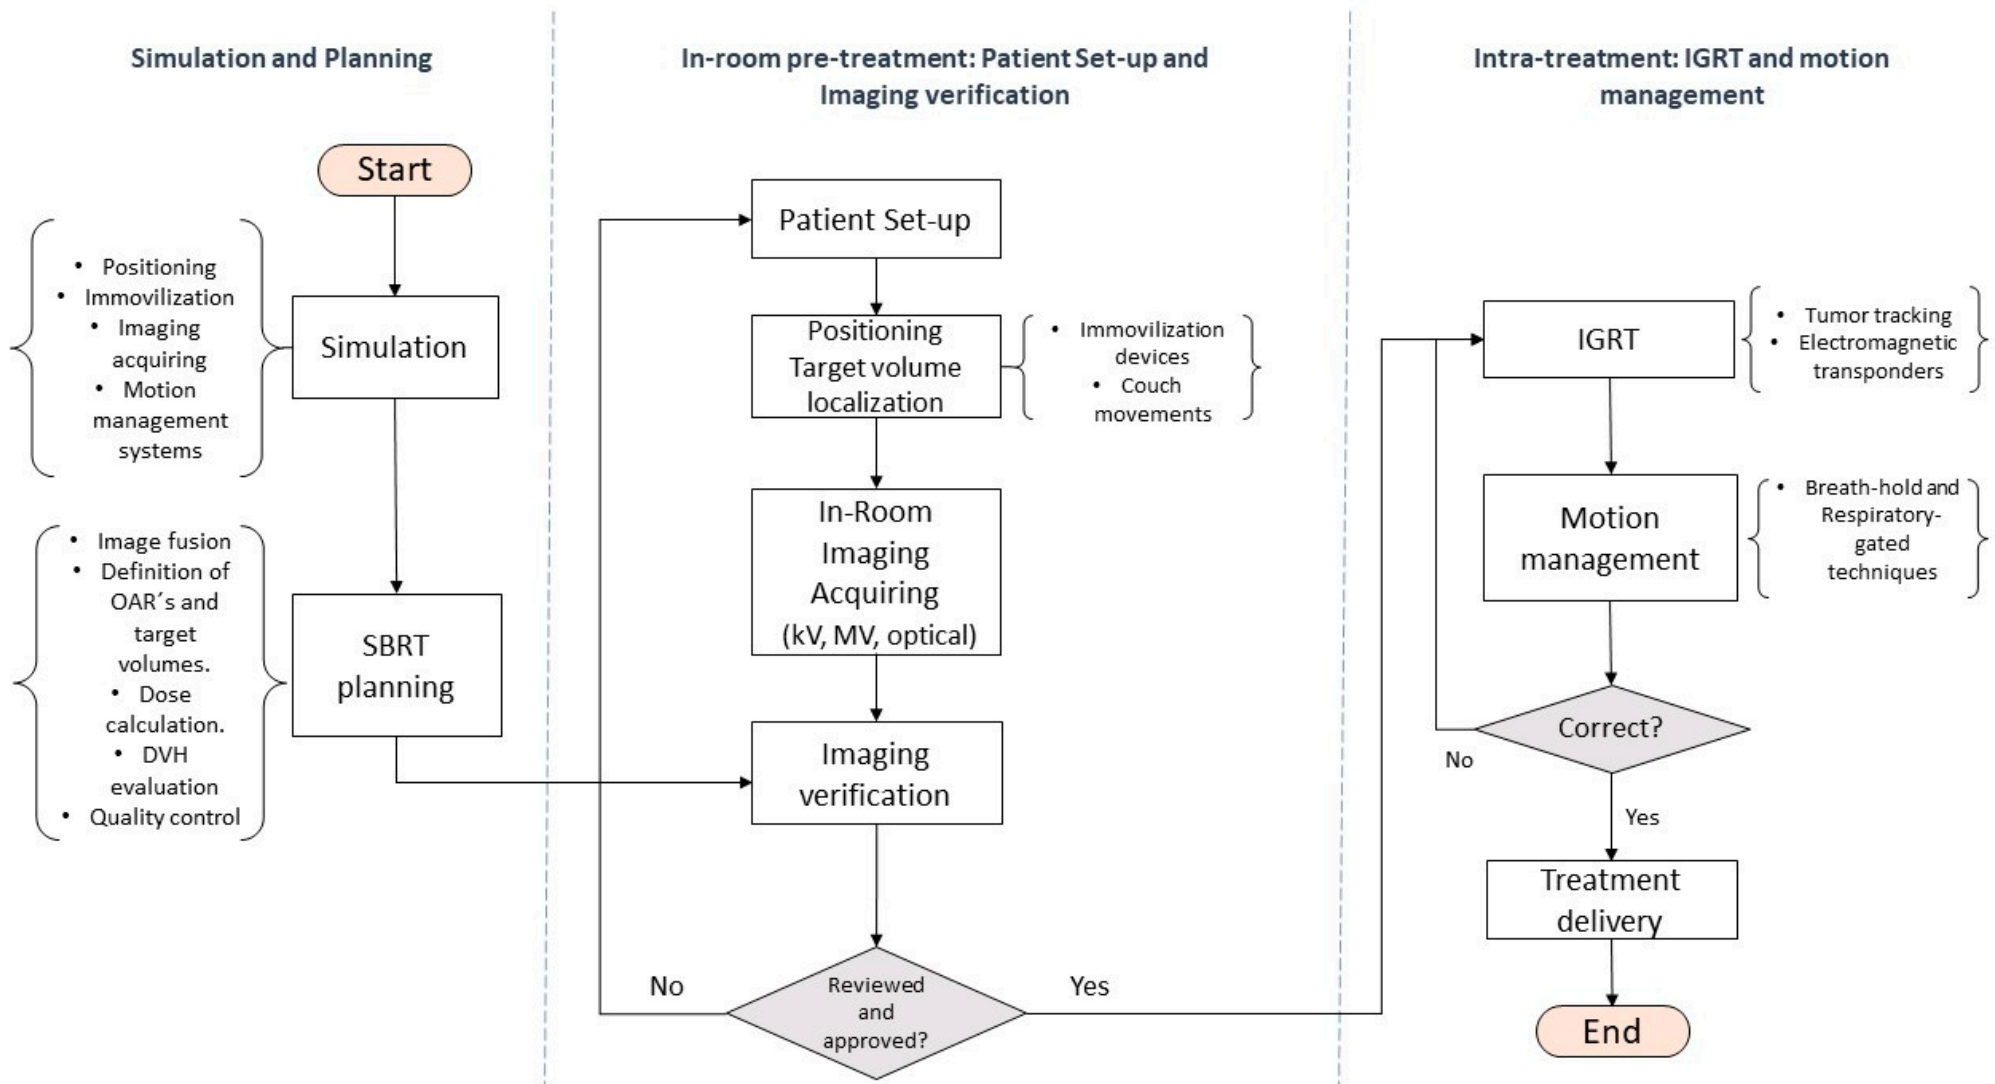 Simulation and Planning
Start
• Positioning
• Immovilization
• Imaging
acquiring
• Motion
management
systems
Simulation
• Image fusion
• Definition of
OAR´s and
target
volumes.
• Dose
calculation.
• DVH
evaluation
• Quality control
SBRT
planning
In-room pre-treatment: Patient Set-up and
Imaging verification
Patient Set-up
Positioning
Target volume
localization
• Immovilization
devices
• Couch
movements
In-Room
Imaging
Acquiring
(kV, MV, optical)
Imaging
verification
Reviewed
and
approved?
No
Yes
Intra-treatment: IGRT and motion
management
IGRT
• Tumor tracking
• Electromagnetic
transponders
Motion
management
• Breath-hold and
Respiratory-
gated
techniques
Correct?
No
Yes
Treatment
delivery
End